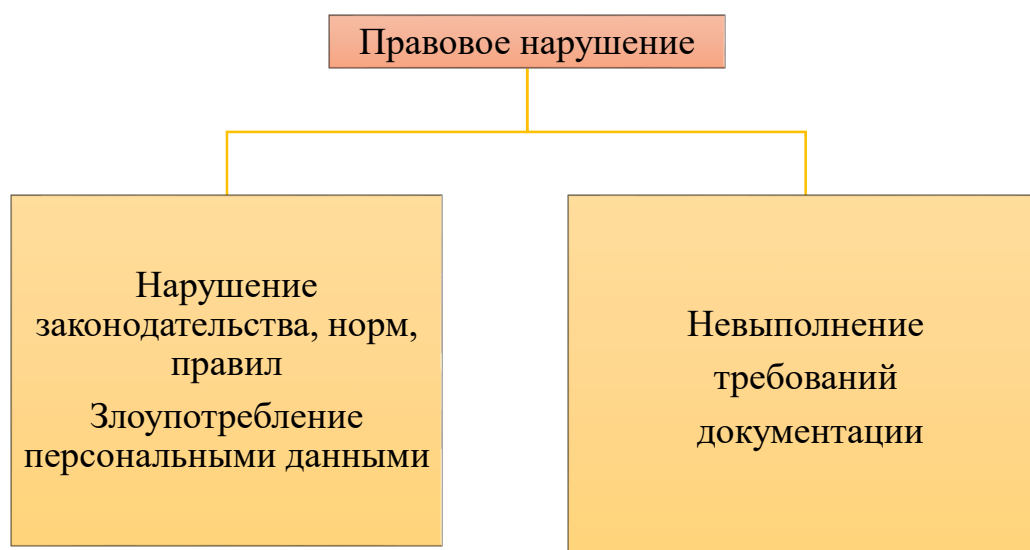 Правовое нарушение
Нарушение
законодательства, норм,
правил
Злоупотребление
персональными данными
Невыполнение
требований
документации